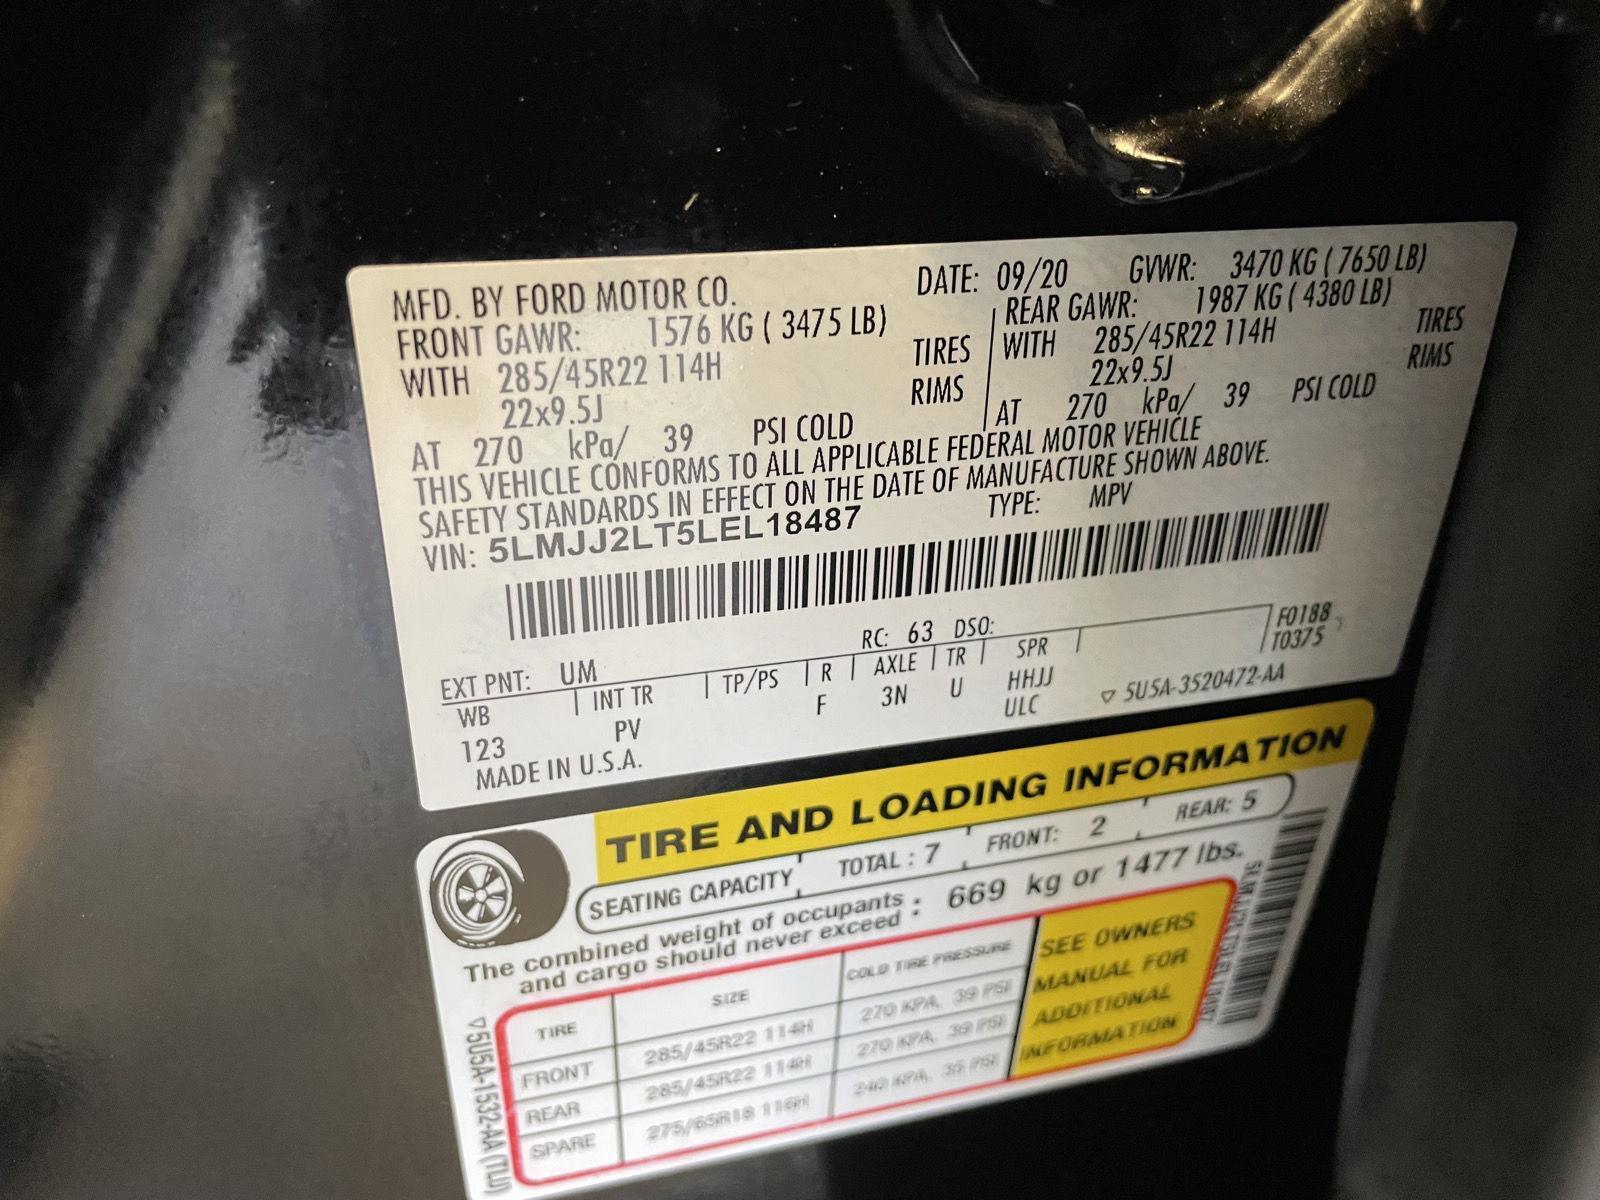 MFD. BY FORD MOTOR CO. DATE: 09/20 GVWR: 3470 KG ( 7650 LB)
FRONT GAWR: 1576 KG ( 3475 LB) REAR GAWR: 1987 KG ( 4380 LB)
WITH 285/45R22 114H TIRES WITH 285/45R22 114H TIRES
22x9.5J RIMS 22x9.5J RIMS
AT 270 kPa/ 39 PSI COLD AT 270 kPa/ 39 PSI COLD
THIS VEHICLE CONFORMS TO ALL APPLICABLE FEDERAL MOTOR VEHICLE
SAFETY STANDARDS IN EFFECT ON THE DATE OF MANUFACTURE SHOWN ABOVE.
VIN: 5LMJJ2LT5LEL18487 TYPE: MPV
EXT PNT: UM RC: 63 DSO: F0188
WB INT TR TP/PS R AXLE TR SPR T0375
123 PV F 3N U HHJJ
ULC ▽ 5U5A-3520472-AA
MADE IN U.S.A.
TIRE AND LOADING INFORMATION
SEATING CAPACITY TOTAL : 7 FRONT: 2 REAR: 5
The combined weight of occupants
and cargo should never exceed : 669 kg or 1477 lbs.
TIRE SIZE COLD TIRE PRESSURE
FRONT 285/45R22 114H 270 KPA, 39 PSI
REAR 285/45R22 114H 270 KPA, 39 PSI
SPARE 275/65R18 116H 240 KPA, 35 PSI
SEE OWNERS
MANUAL FOR
ADDITIONAL
INFORMATION
▽5U5A-1532-AA (TLU)